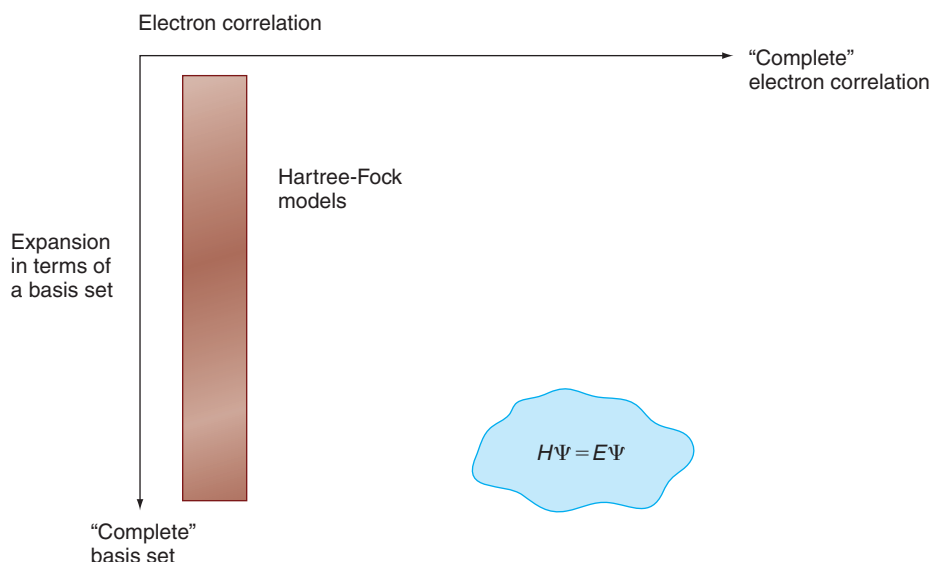 Electron correlation
“Complete”
electron correlation
Hartree-Fock
models
Expansion
in terms of
a basis set
HΨ = EΨ
“Complete”
basis set